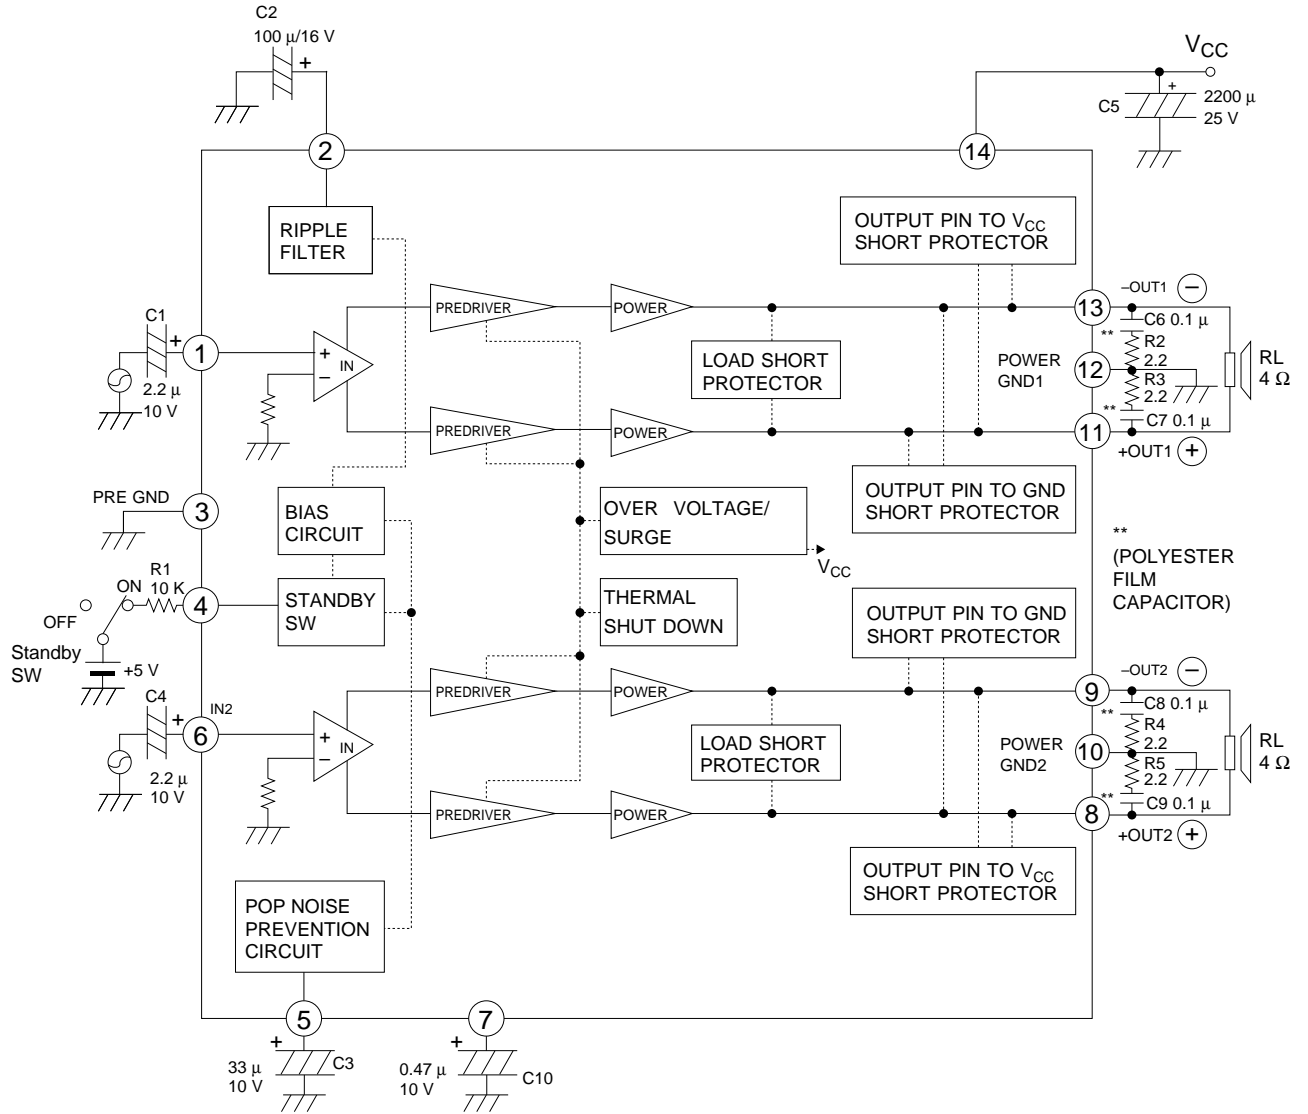 C2
100 µ/16 V
+
VCC
+
C5
2200 µ
25 V
2
14
RIPPLE
FILTER
OUTPUT PIN TO VCC
SHORT PROTECTOR
C1
+
1
2.2 µ
10 V
+
−
IN
PREDRIVER
POWER
LOAD SHORT
PROTECTOR
PREDRIVER
POWER
13
–OUT1 −
C6 0.1 µ
**
R2
2.2
POWER
GND1
12
R3
2.2
**
C7 0.1 µ
11
+OUT1 +
RL
4 Ω
PRE GND
3
BIAS
CIRCUIT
OVER VOLTAGE/
SURGE
VCC
OUTPUT PIN TO GND
SHORT PROTECTOR
**
(POLYESTER
FILM
CAPACITOR)
R1
10 K
ON
OFF
4
Standby
SW
+5 V
STANDBY
SW
THERMAL
SHUT DOWN
OUTPUT PIN TO GND
SHORT PROTECTOR
C4
+
IN2
6
2.2 µ
10 V
+
−
IN
PREDRIVER
POWER
LOAD SHORT
PROTECTOR
PREDRIVER
POWER
9
–OUT2 −
C8 0.1 µ
**
R4
2.2
POWER
GND2
10
R5
2.2
**
C9 0.1 µ
8
+OUT2 +
RL
4 Ω
OUTPUT PIN TO VCC
SHORT PROTECTOR
POP NOISE
PREVENTION
CIRCUIT
5
7
+
33 µ
10 V
C3
+
0.47 µ
10 V
C10